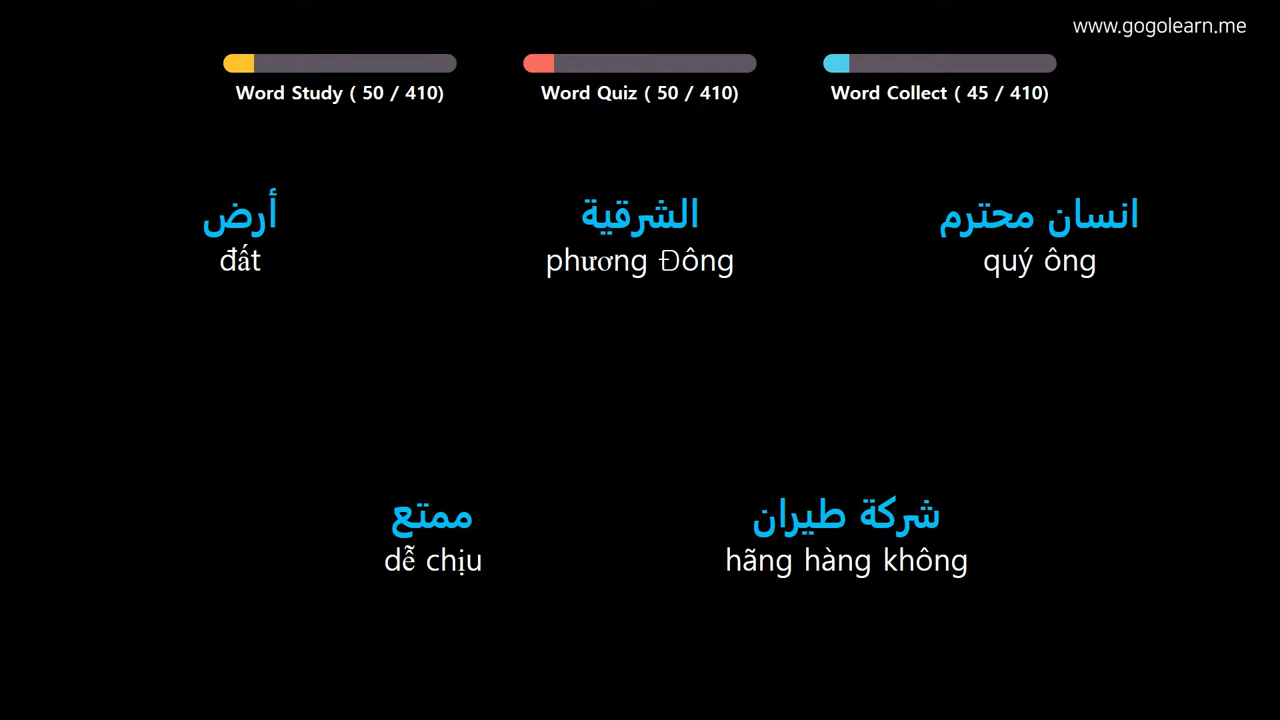 www.gogolearn.me
Word Study ( 50 / 410)
Word Quiz ( 50 / 410)
Word Collect ( 45 / 410)
أرض
đất
الشرقية
phương Đông
انسان محترم
quý ông
ممتع
dễ chịu
شركة طيران
hãng hàng không